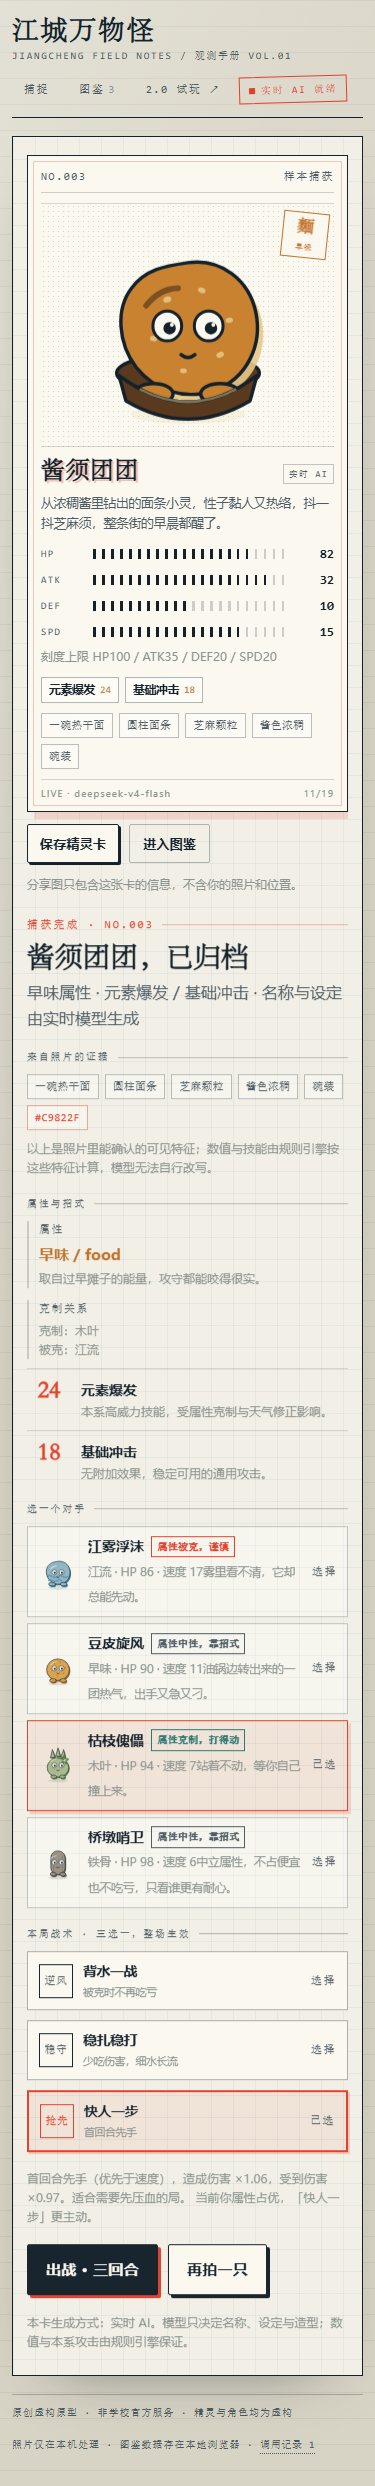 江城万物怪
JIANGCHENG FIELD NOTES / 观测手册 VOL.01
捕捉 图鉴 3 2.0 试玩 ↗ 实时 AI 就绪
NO.003 样本捕获
早味
酱须团团 实时 AI
从浓稠酱里钻出的面条小灵，性子黏人又热络，抖一
抖芝麻须，整条街的早晨都醒了。
HP 82
ATK 32
DEF 10
SPD 15
刻度上限 HP100 / ATK35 / DEF20 / SPD20
元素爆发 24 基础冲击 18
一碗热干面 圆柱面条 芝麻颗粒 酱色浓稠
碗装
LIVE · deepseek-v4-flash 11/19
保存精灵卡 进入图鉴
分享图只包含这张卡的信息，不含你的照片和位置。
捕获完成 · NO.003
酱须团团，已归档
早味属性 · 元素爆发 / 基础冲击 · 名称与设定
由实时模型生成
来自照片的证据
一碗热干面 圆柱面条 芝麻颗粒 酱色浓稠 碗装
#C9822F
以上是照片里能确认的可见特征；数值与技能由规则引擎按
这些特征计算，模型无法自行改写。
属性与招式
属性
早味 / food
取自过早摊子的能量，攻守都能咬得很实。
克制关系
克制：木叶
被克：江流
24 元素爆发
本系高威力技能，受属性克制与天气修正影响。
18 基础冲击
无附加效果，稳定可用的通用攻击。
选一个对手
江雾浮沫 属性被克，谨慎
江流 · HP 86 · 速度 17雾里看不清，它却 选择
总能先动。
豆皮旋风 属性中性，靠招式
早味 · HP 90 · 速度 11油锅边转出来的一 选择
团热气，出手又急又刁。
枯枝傀儡 属性克制，打得动
木叶 · HP 94 · 速度 7站着不动，等你自己 已选
撞上来。
桥墩哨卫 属性中性，靠招式
铁骨 · HP 98 · 速度 6中立属性，不占便宜 选择
也不吃亏，只看谁更有耐心。
本局战术 · 三选一，整场生效
逆风 背水一战 选择
被克时不再吃亏
稳守 稳扎稳打 选择
少吃伤害，细水长流
抢先 快人一步 已选
首回合先手
首回合先手（优先于速度），造成伤害 ×1.06，受到伤害
×0.97。适合需要先压血的局。 当前你属性占优，「快人一
步」更主动。
出战 · 三回合 再拍一只
本卡生成方式：实时 AI。模型只决定名称、设定与造型；数
值与本系攻击由规则引擎保证。
原创虚构原型 · 非学校官方服务 · 精灵与角色均为虚构
照片仅在本机处理 · 图鉴数据存在本地浏览器 · 调用记录 1